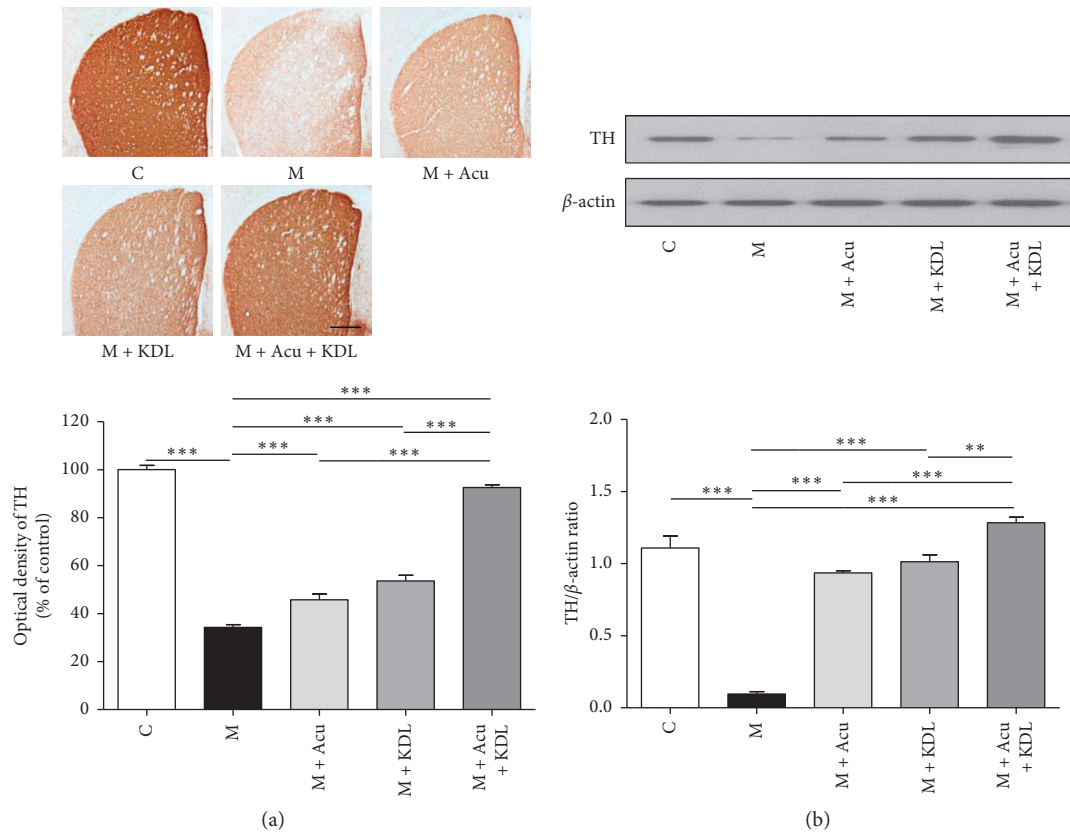 C
M
M + Acu
M + KDL
M + Acu + KDL
120
100
80
60
40
20
0
Optical density of TH
(% of control)
***
***
***
***
***
***
C
M
M + Acu
M + KDL
M + Acu
+ KDL
(a)
TH
β-actin
C
M
M + Acu
M + KDL
M + Acu
+ KDL
2.0
1.5
1.0
0.5
0.0
TH/β-actin ratio
***
**
***
***
***
***
C
M
M + Acu
M + KDL
M + Acu
+ KDL
(b)